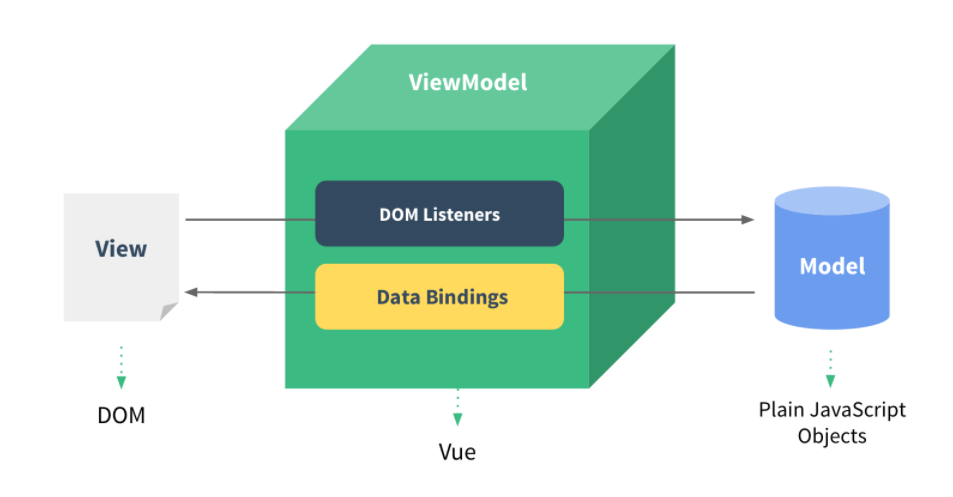 ViewModel
DOM Listeners
View
Model
Data Bindings
DOM
Plain JavaScript
Objects
Vue